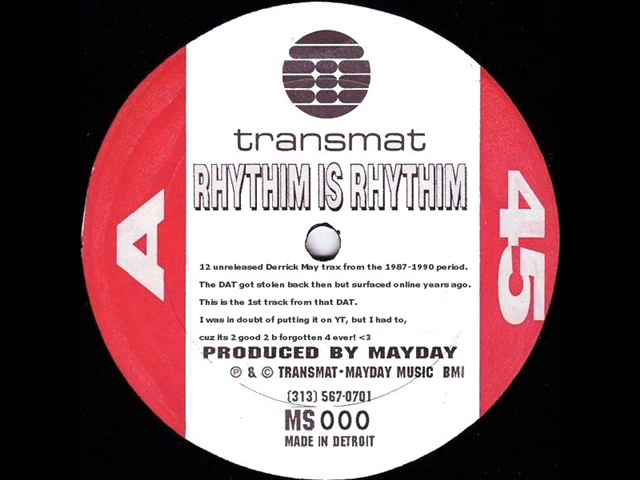 transmat
RHYTHIM IS RHYTHIM
A
45
12 unreleased Derrick May trax from the 1987-1990 period.
The DAT got stolen back then but surfaced online years ago.
This is the 1st track from that DAT.
I was in doubt of putting it on YT, but I had to,
cuz its 2 good 2 b forgotten 4 ever! <3
PRODUCED BY MAYDAY
℗ & © TRANSMAT-MAYDAY MUSIC BMI
(313) 567-0701
MS 000
MADE IN DETROIT